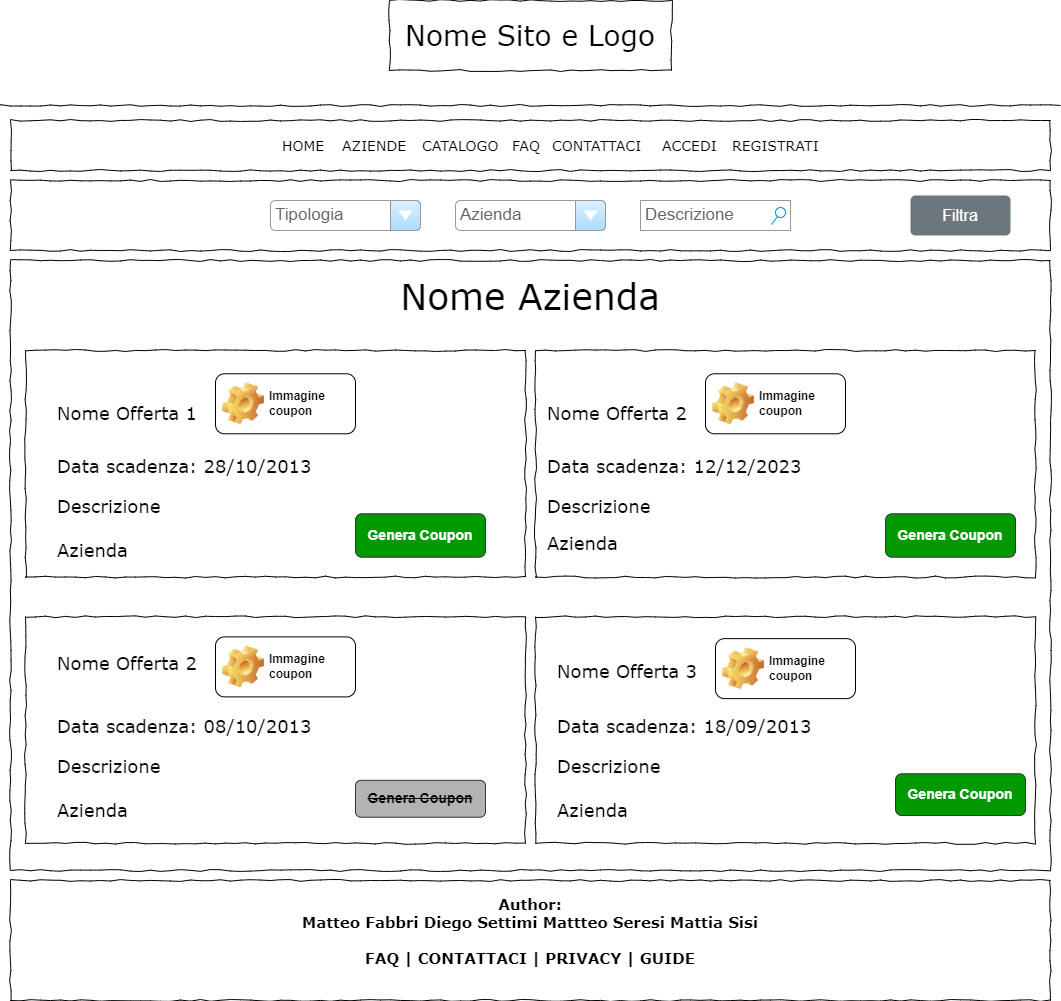 Nome Sito e Logo
HOME AZIENDE CATALOGO FAQ CONTATTACI ACCEDI REGISTRATI
Tipologia Azienda Descrizione Filtra
Nome Azienda
Nome Offerta 1
Immagine
coupon
Data scadenza: 28/10/2013
Descrizione
Azienda
Genera Coupon
Nome Offerta 2
Immagine
coupon
Data scadenza: 12/12/2023
Descrizione
Azienda
Genera Coupon
Nome Offerta 2
Immagine
coupon
Data scadenza: 08/10/2013
Descrizione
Azienda
Genera Coupon
Nome Offerta 3
Immagine
coupon
Data scadenza: 18/09/2013
Descrizione
Azienda
Genera Coupon
Author:
Matteo Fabbri Diego Settimi Mattteo Seresi Mattia Sisi
FAQ | CONTATTACI | PRIVACY | GUIDE